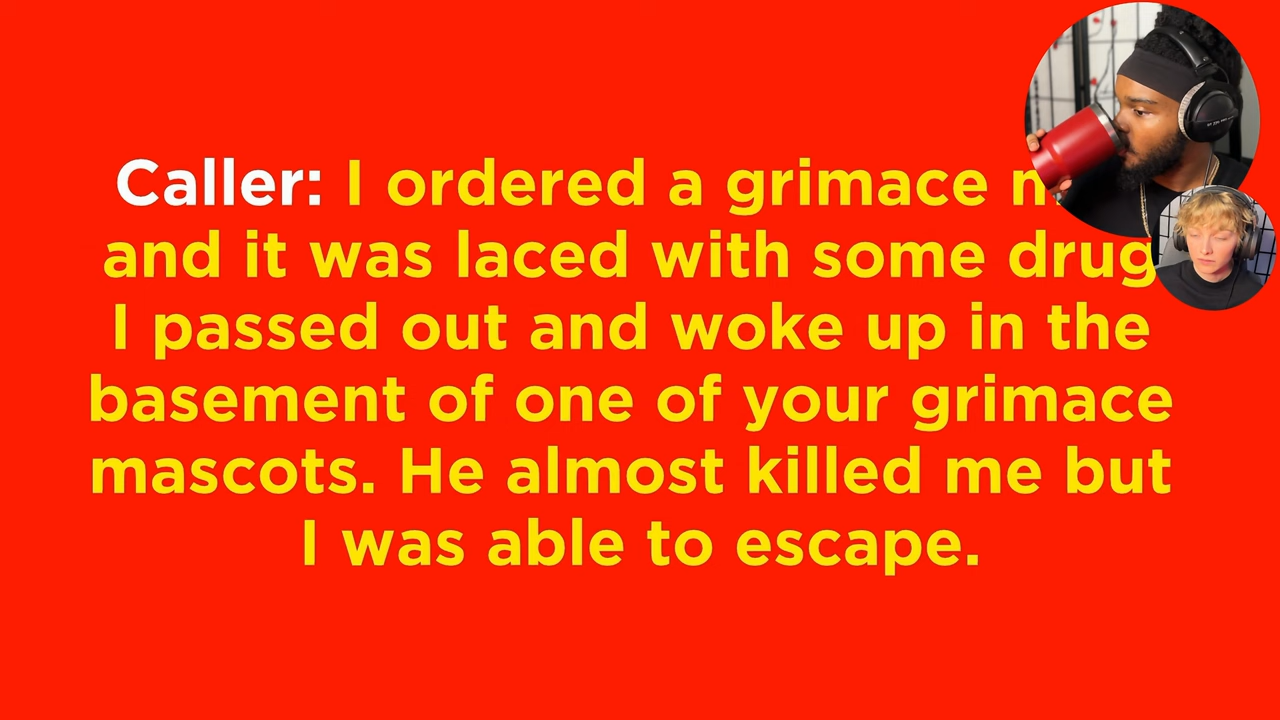 Caller: I ordered a grimace
and it was laced with some drug
I passed out and woke up in the
basement of one of your grimace
mascots. He almost killed me but
I was able to escape.